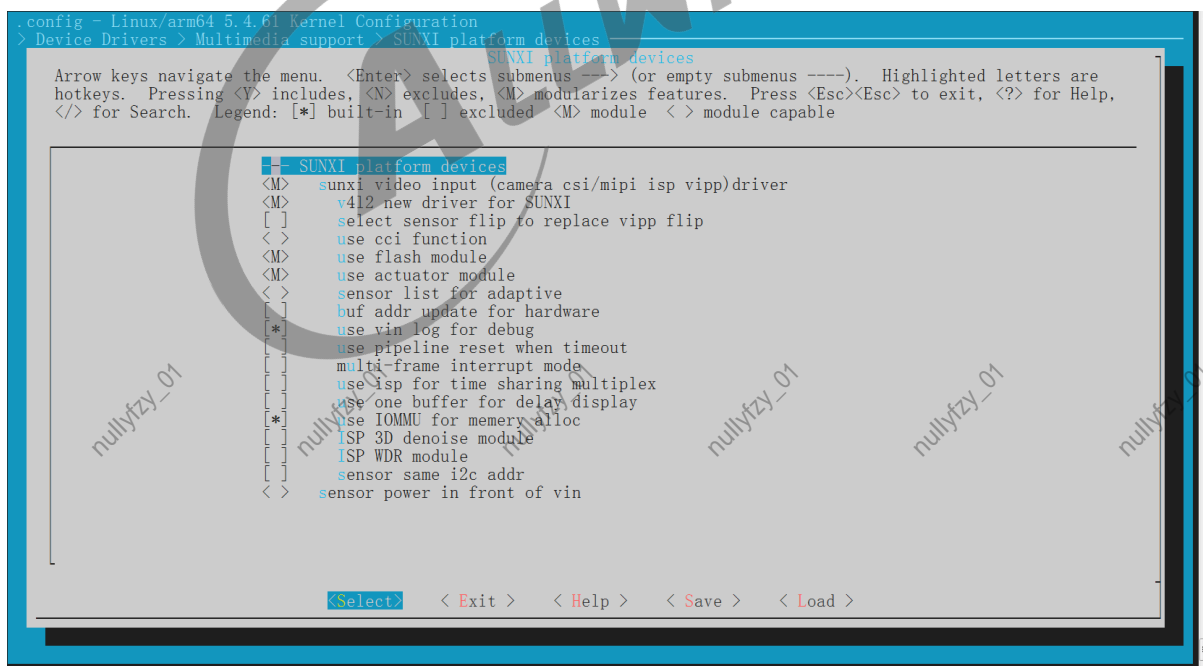 .config - Linux/arm64 5.4.61 Kernel Configuration
> Device Drivers > Multimedia support > SUNXI platform devices
SUNXI platform devices
Arrow keys navigate the menu.  <Enter> selects submenus ---> (or empty submenus ----).  Highlighted letters are
hotkeys.  Pressing <Y> includes, <N> excludes, <M> modularizes features.  Press <Esc><Esc> to exit, <?> for Help,
</> for Search.  Legend: [*] built-in  [ ] excluded  <M> module  < > module capable
--- SUNXI platform devices
<M>   sunxi video input (camera csi/mipi isp vipp)driver
<M>     v4l2 new driver for SUNXI
[ ]     select sensor flip to replace vipp flip
< >     use cci function
<M>     use flash module
<M>     use actuator module
< >     sensor list for adaptive
[ ]     buf addr update for hardware
[*]     use vin log for debug
[ ]     use pipeline reset when timeout
[ ]     multi-frame interrupt mode
[ ]     use isp for time sharing multiplex
[ ]     use one buffer for delay display
[*]     use IOMMU for memery alloc
[ ]     ISP 3D denoise module
[ ]     ISP WDR module
[ ]     sensor same i2c addr
< >   sensor power in front of vin
<Select>    < Exit >    < Help >    < Save >    < Load >
nullyfzy_01
nullyfzy_01
nullyfzy_01
nullyfzy_01
nullyfzy_01